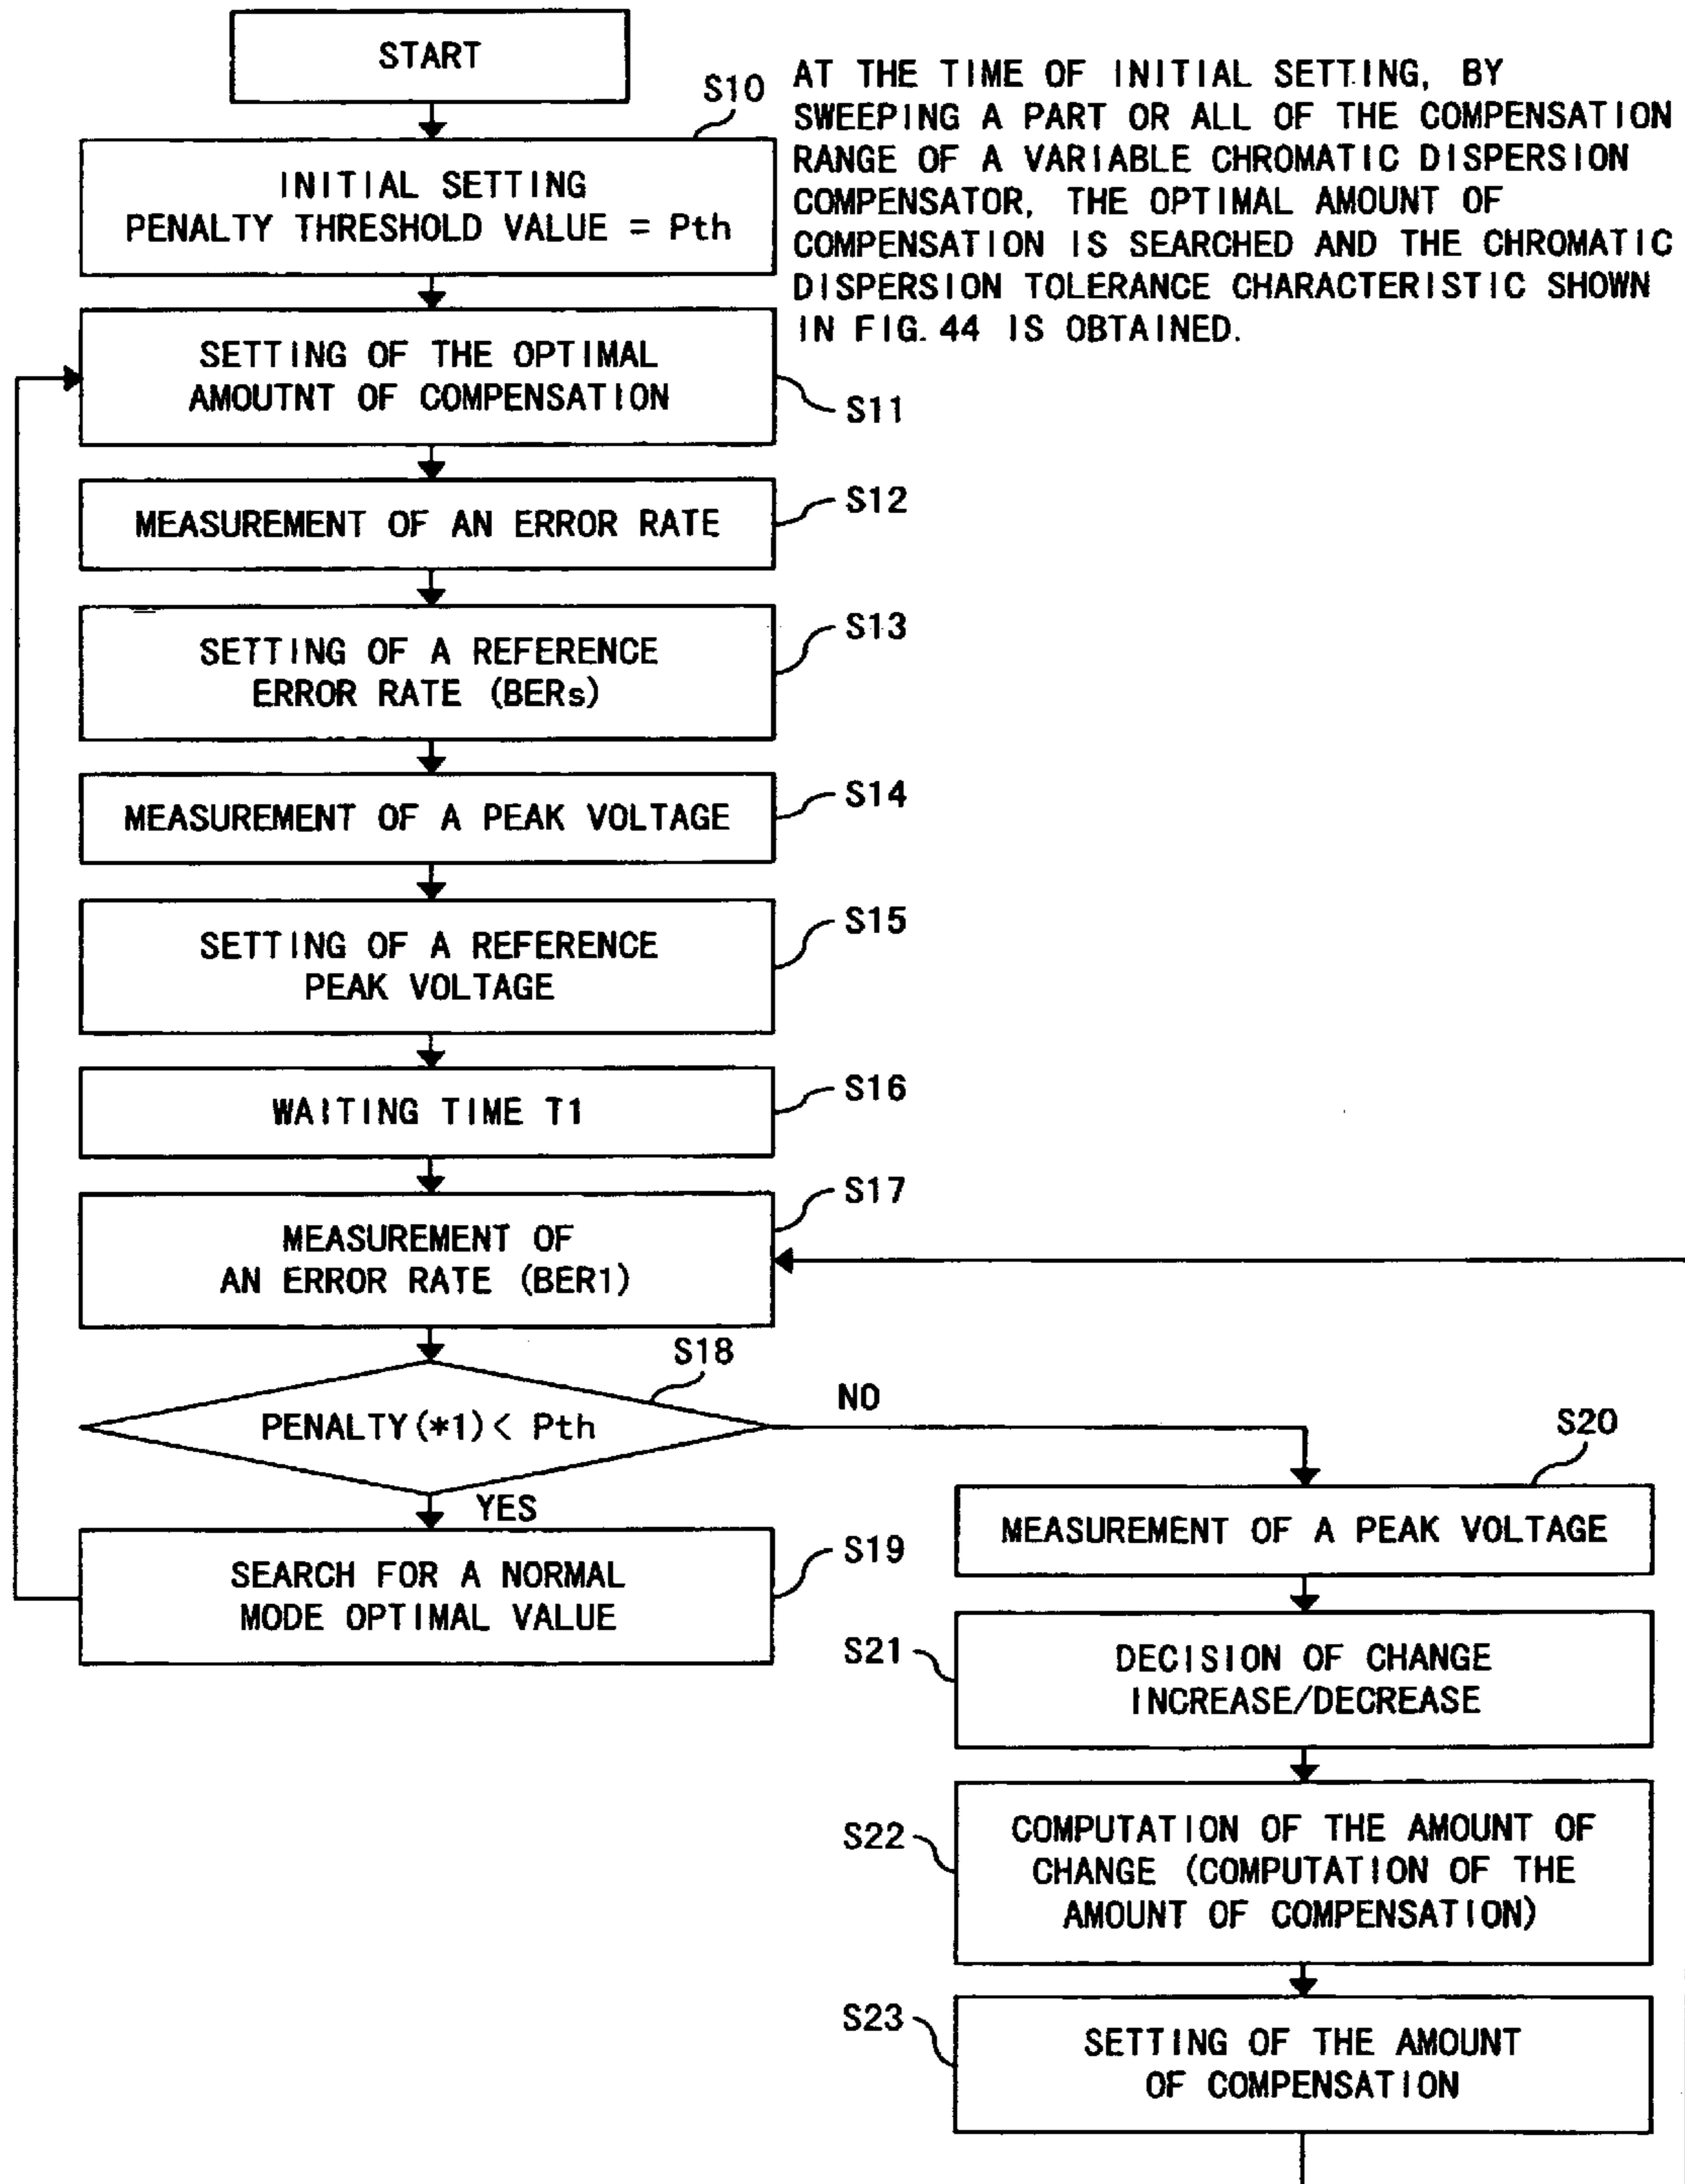 START
S10
AT THE TIME OF INITIAL SETTING, BY
SWEEPING A PART OR ALL OF THE COMPENSATION
RANGE OF A VARIABLE CHROMATIC DISPERSION
COMPENSATOR, THE OPTIMAL AMOUNT OF
COMPENSATION IS SEARCHED AND THE CHROMATIC
DISPERSION TOLERANCE CHARACTERISTIC SHOWN
IN FIG. 44 IS OBTAINED.
INITIAL SETTING
PENALTY THRESHOLD VALUE = Pth
SETTING OF THE OPTIMAL
AMOUTNT OF COMPENSATION
S11
MEASUREMENT OF AN ERROR RATE
S12
SETTING OF A REFERENCE
ERROR RATE (BERs)
S13
MEASUREMENT OF A PEAK VOLTAGE
S14
SETTING OF A REFERENCE
PEAK VOLTAGE
S15
WAITING TIME T1
S16
MEASUREMENT OF
AN ERROR RATE (BER1)
S17
S18
PENALTY(*1)< Pth
NO
YES
SEARCH FOR A NORMAL
MODE OPTIMAL VALUE
S19
S20
MEASUREMENT OF A PEAK VOLTAGE
S21
DECISION OF CHANGE
INCREASE/DECREASE
S22
COMPUTATION OF THE AMOUNT OF
CHANGE (COMPUTATION OF THE
AMOUNT OF COMPENSATION)
S23
SETTING OF THE AMOUNT
OF COMPENSATION